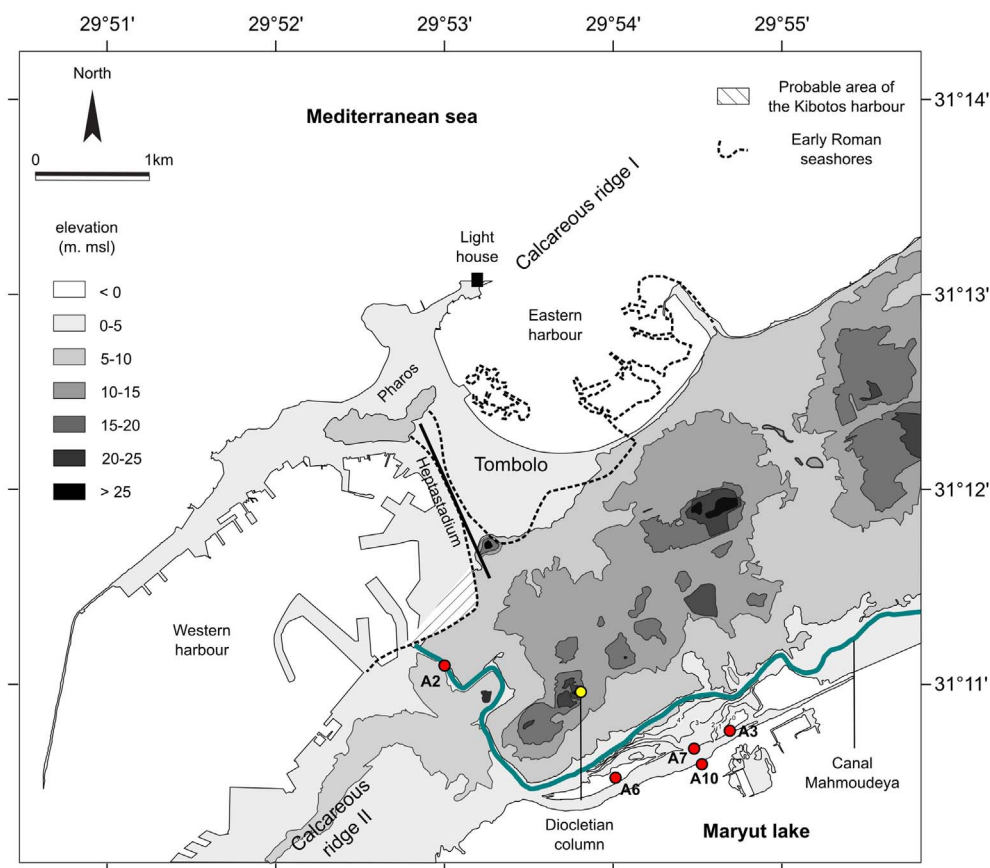 29°51' 29°52' 29°53' 29°54' 29°55'
North
0 1km
Mediterranean sea
Probable area of
the Kibotos harbour
Early Roman
seashores
31°14'
31°13'
31°12'
31°11'
elevation
(m. msl)
< 0
0-5
5-10
10-15
15-20
20-25
> 25
Light
house
Calcareous ridge I
Eastern
harbour
Pharos
Tombolo
Heptastadium
Western
harbour
A2
A3
A7
A10
A6
Canal
Mahmoudeya
Diocletian
column
Maryut lake
Calcareous
ridge II